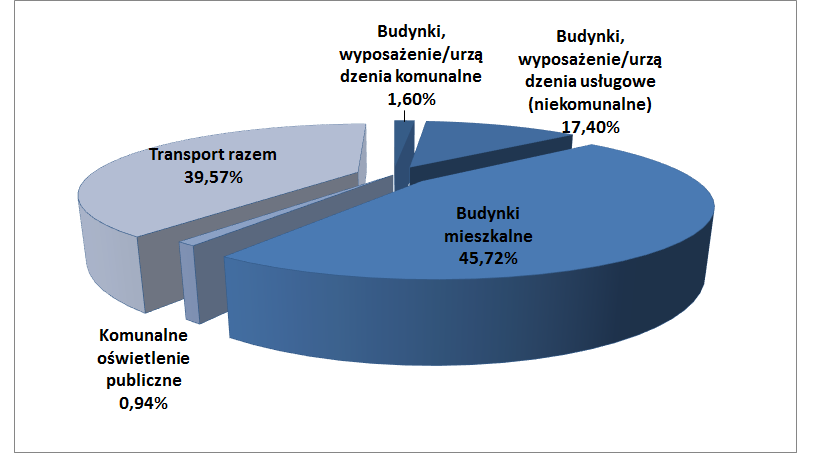 Budynki,
wyposażenie/urzą
dzenia komunalne
1,60%
Budynki,
wyposażenie/urzą
dzenia usługowe
(niekomunalne)
17,40%
Transport razem
39,57%
Budynki
mieszkalne
45,72%
Komunalne
oświetlenie
publiczne
0,94%